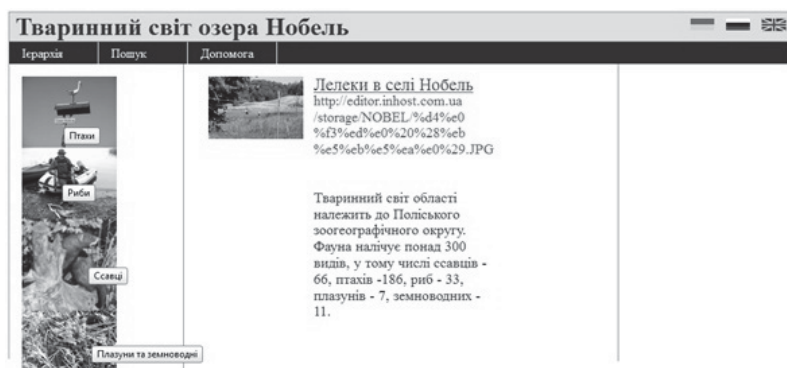 Тваринний світ озера Нобель
Ієрархія Пошук Допомога
Птахи
Риби
Ссавці
Плазуни та земноводні
Лелеки в селі Нобель
http://editor.inhost.com.ua
/storage/NOBEL/%d4%e0
%f3%ed%e0%20%28%eb
%e5%eb%e5%ea%e0%29.JPG
Тваринний світ області
належить до Поліського
зоогеографічного округу.
Фауна налічує понад 300
видів, у тому числі ссавців -
66, птахів -186, риб - 33,
плазунів - 7, земноводних -
11.